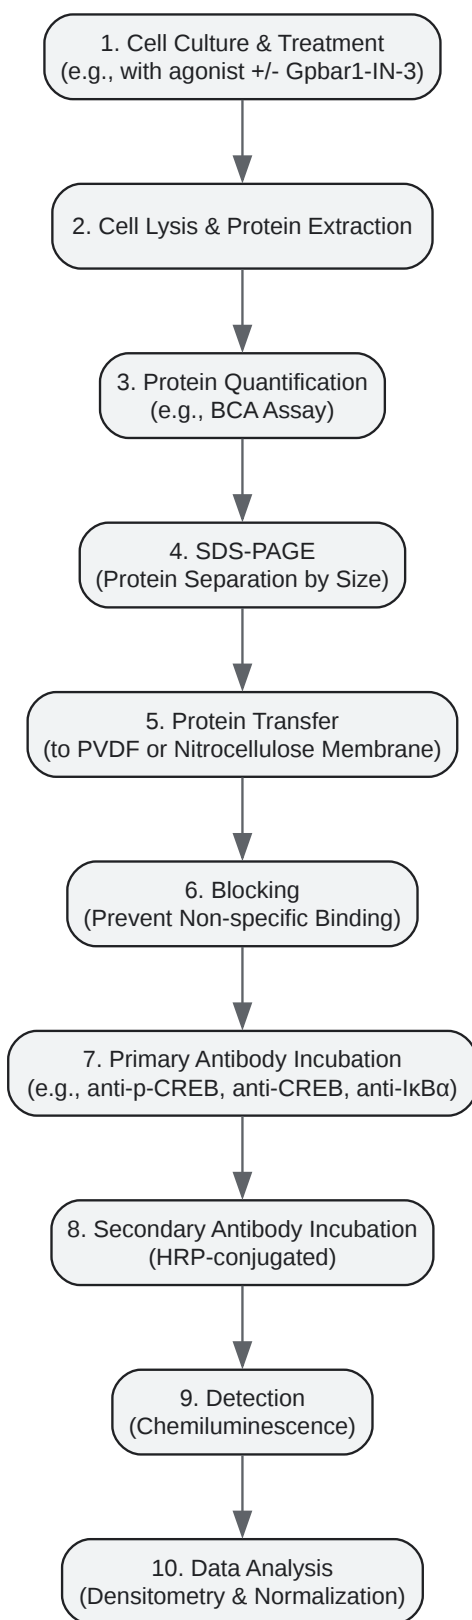 1. Cell Culture & Treatment
(e.g., with agonist +/- Gpbar1-IN-3)
2. Cell Lysis & Protein Extraction
3. Protein Quantification
(e.g., BCA Assay)
4. SDS-PAGE
(Protein Separation by Size)
5. Protein Transfer
(to PVDF or Nitrocellulose Membrane)
6. Blocking
(Prevent Non-specific Binding)
7. Primary Antibody Incubation
(e.g., anti-p-CREB, anti-CREB, anti-IκBα)
8. Secondary Antibody Incubation
(HRP-conjugated)
9. Detection
(Chemiluminescence)
10. Data Analysis
(Densitometry & Normalization)